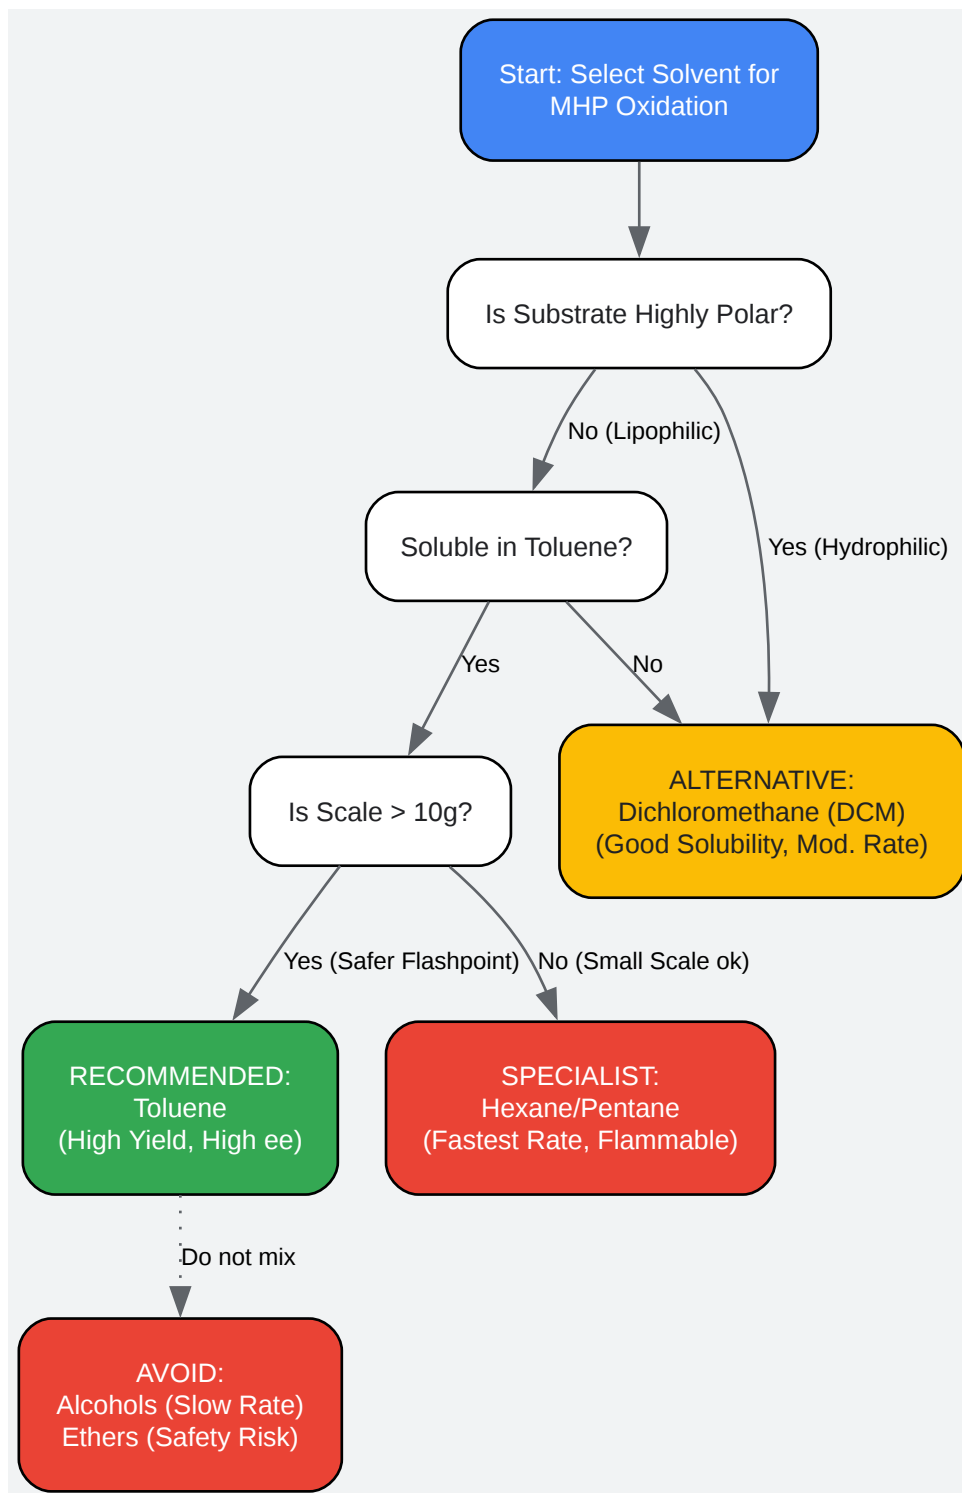 Start: Select Solvent for
MHP Oxidation
Is Substrate Highly Polar?
No (Lipophilic)
Soluble in Toluene?
Yes (Hydrophilic)
Yes
No
ALTERNATIVE:
Dichloromethane (DCM)
(Good Solubility, Mod. Rate)
Is Scale > 10g?
Yes (Safer Flashpoint)
No (Small Scale ok)
RECOMMENDED:
Toluene
(High Yield, High ee)
SPECIALIST:
Hexane/Pentane
(Fastest Rate, Flammable)
Do not mix
AVOID:
Alcohols (Slow Rate)
Ethers (Safety Risk)